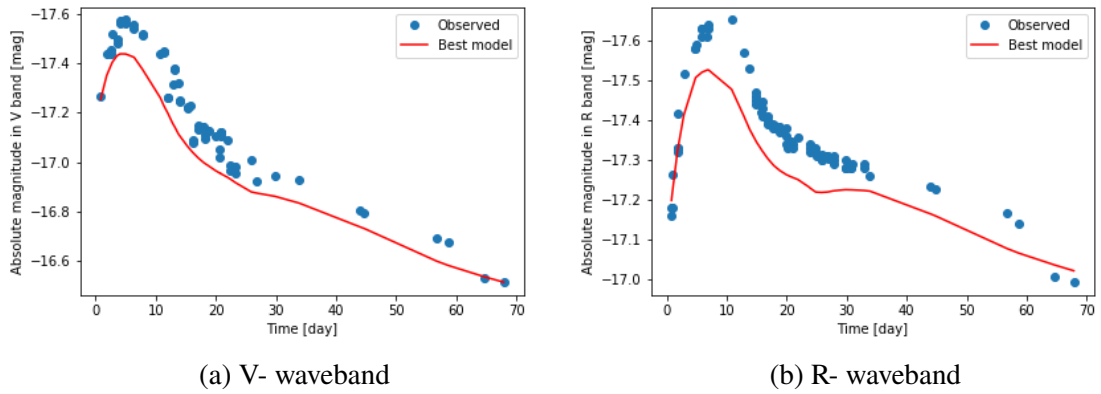 −17.6
−17.4
−17.2
−17.0
−16.8
−16.6
Absolute magnitude in V band [mag]
Observed
Best model
0 10 20 30 40 50 60 70
Time [day]
(a) V- waveband
−17.6
−17.5
−17.4
−17.3
−17.2
−17.1
−17.0
Absolute magnitude in R band [mag]
Observed
Best model
0 10 20 30 40 50 60 70
Time [day]
(b) R- waveband